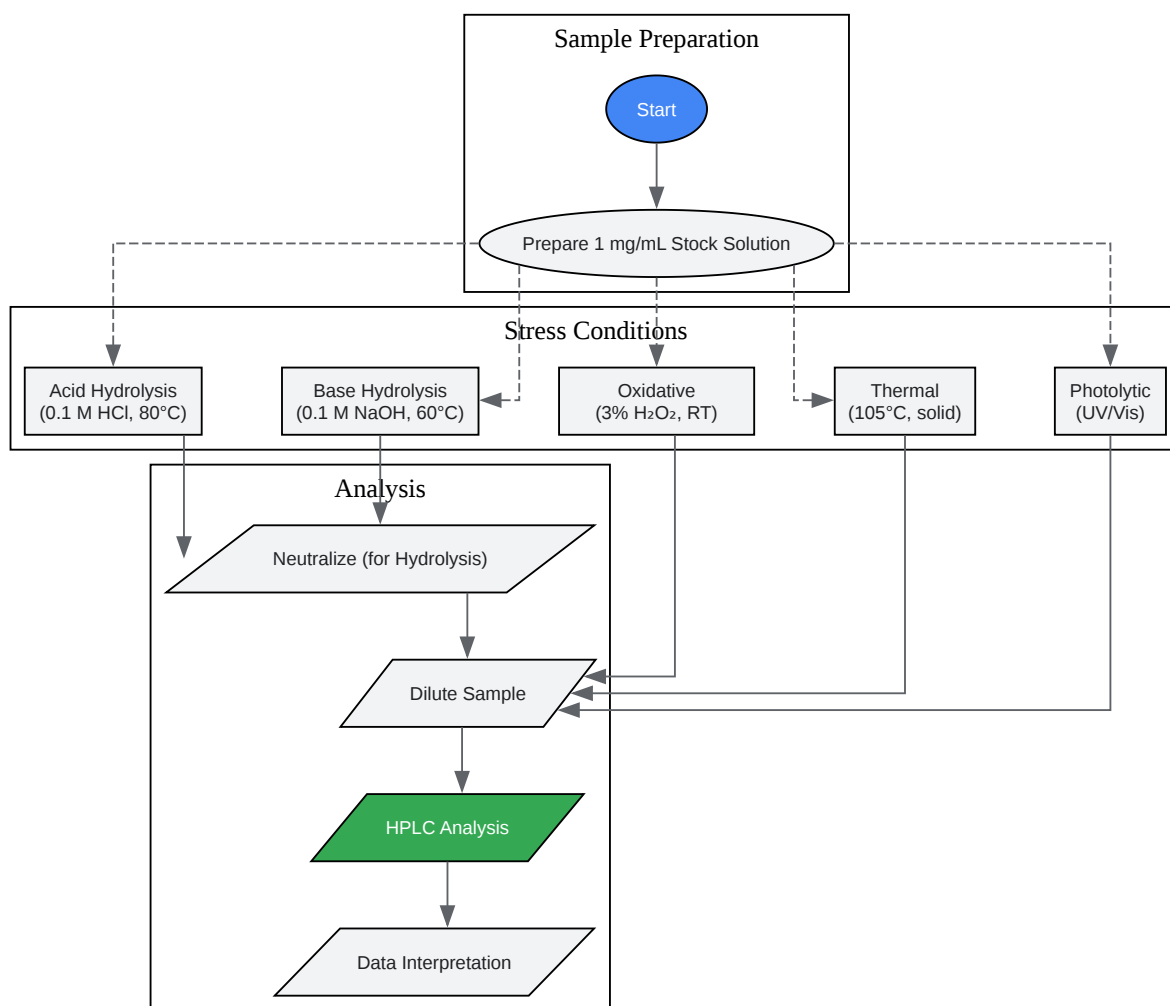 Sample Preparation
Start
Prepare 1 mg/mL Stock Solution
Stress Conditions
Acid Hydrolysis
(0.1 M HCl, 80°C)
Base Hydrolysis
(0.1 M NaOH, 60°C)
Oxidative
(3% H₂O₂, RT)
Thermal
(105°C, solid)
Photolytic
(UV/Vis)
Analysis
Neutralize (for Hydrolysis)
Dilute Sample
HPLC Analysis
Data Interpretation